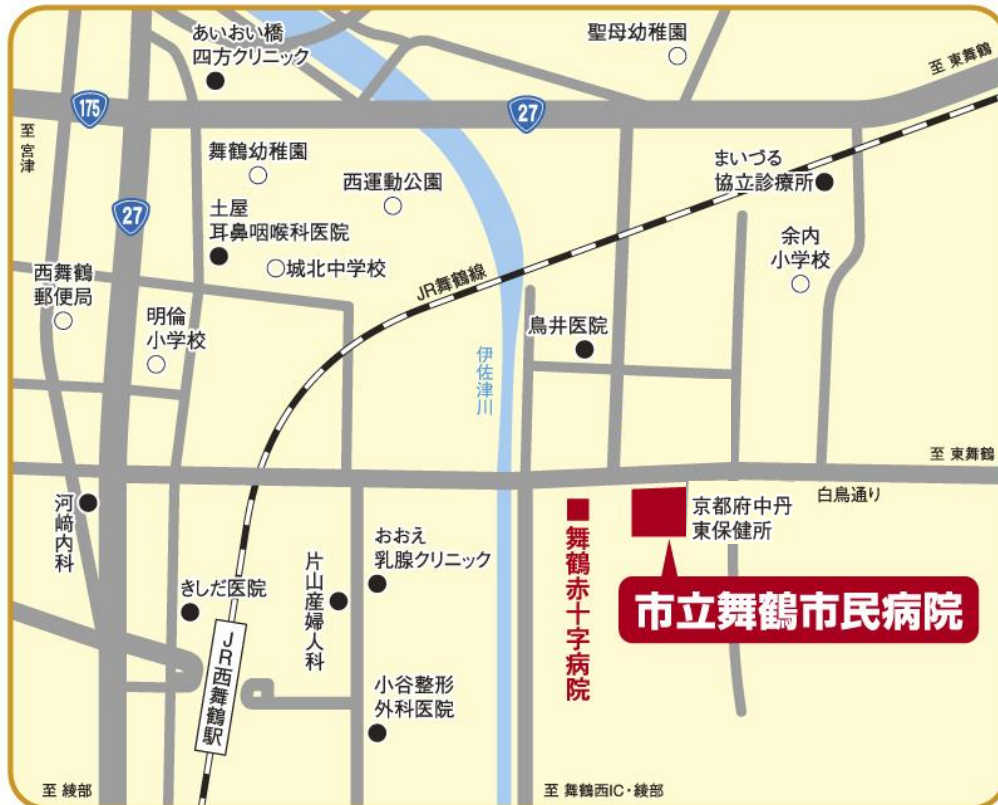 あいおい橋
四方クリニック
聖母幼稚園
至 東舞鶴
175
27
至 宮津
舞鶴幼稚園
西運動公園
まいづる
協立診療所
27
土屋
耳鼻咽喉科医院
城北中学校
余内
小学校
西舞鶴
郵便局
JR舞鶴線
明倫
小学校
鳥井医院
伊佐津川
至 東舞鶴
白鳥通り
河﨑内科
京都府中丹
東保健所
舞鶴赤十字病院
おおえ
乳腺クリニック
片山産婦人科
きしだ医院
市立舞鶴市民病院
JR西舞鶴駅
小谷整形
外科医院
至 綾部
至 舞鶴西IC・綾部